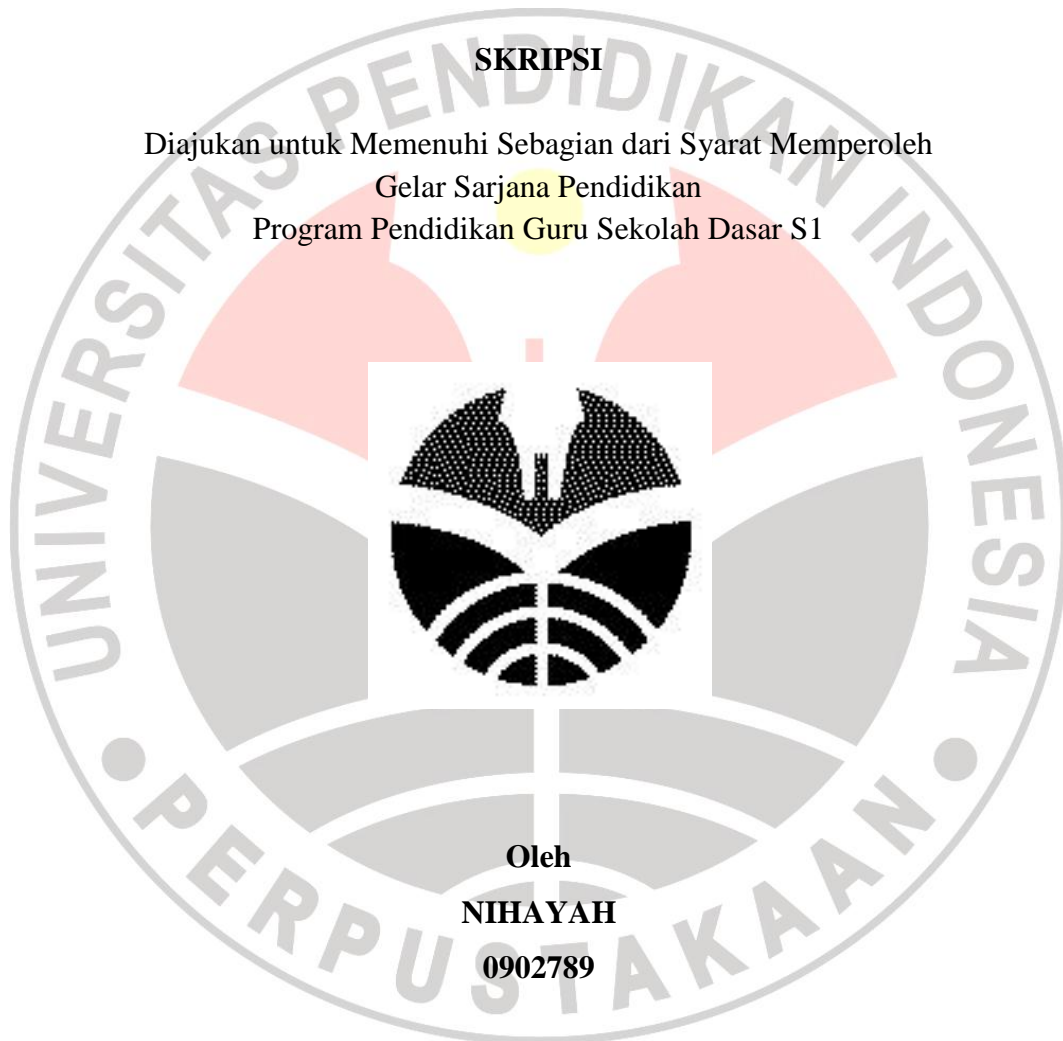 SKRIPSI
Diajukan untuk Memenuhi Sebagian dari Syarat Memperoleh
Gelar Sarjana Pendidikan
Program Pendidikan Guru Sekolah Dasar S1
Oleh
NIHAYAH
0902789
UNIVERSITAS PENDIDIKAN INDONESIA
PERPUSTAKAAN